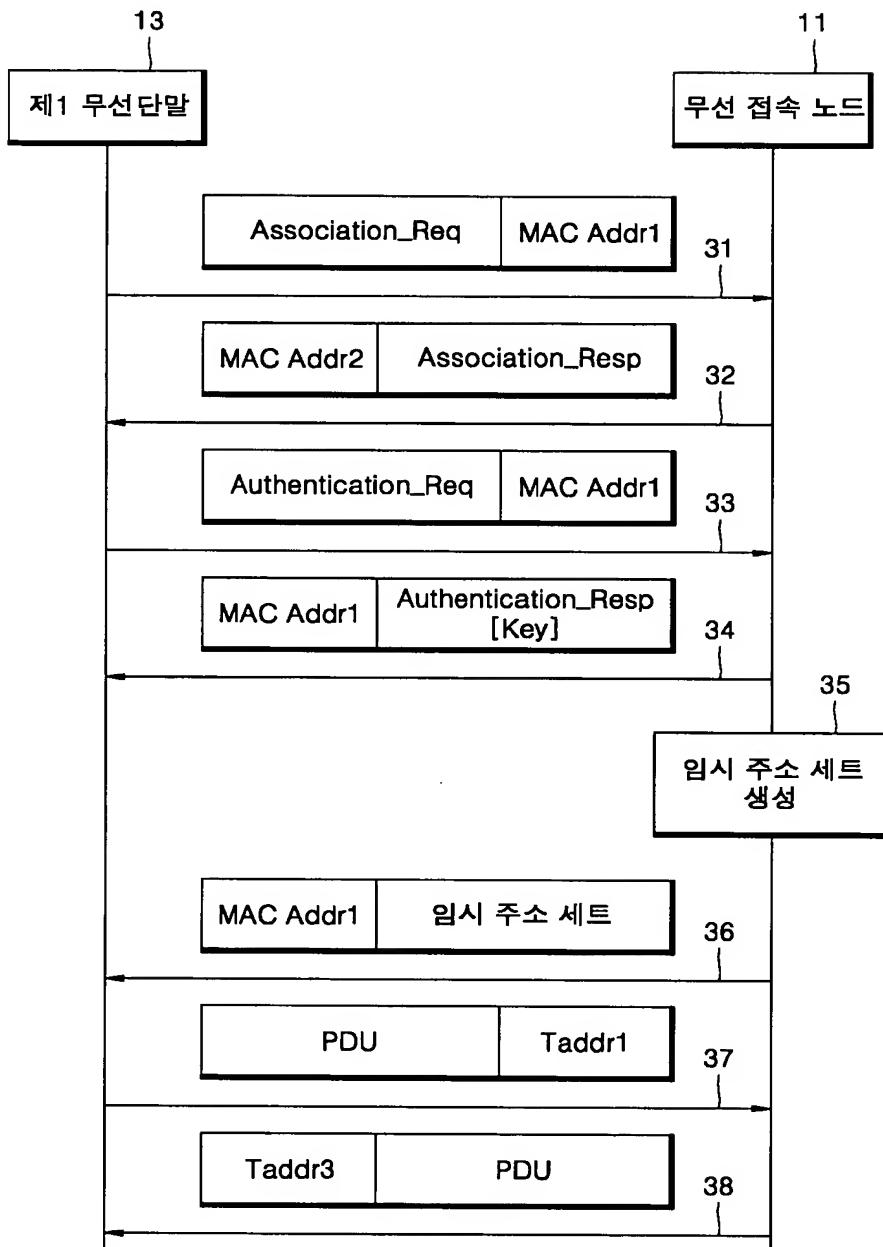 13
11
제1 무선단말
무선 접속 노드
Association_Req
MAC Addr1
31
MAC Addr2
Association_Resp
32
Authentication_Req
MAC Addr1
33
MAC Addr1
Authentication_Resp
[Key]
34
35
임시 주소 세트
생성
MAC Addr1
임시 주소 세트
36
PDU
Taddr1
37
Taddr3
PDU
38